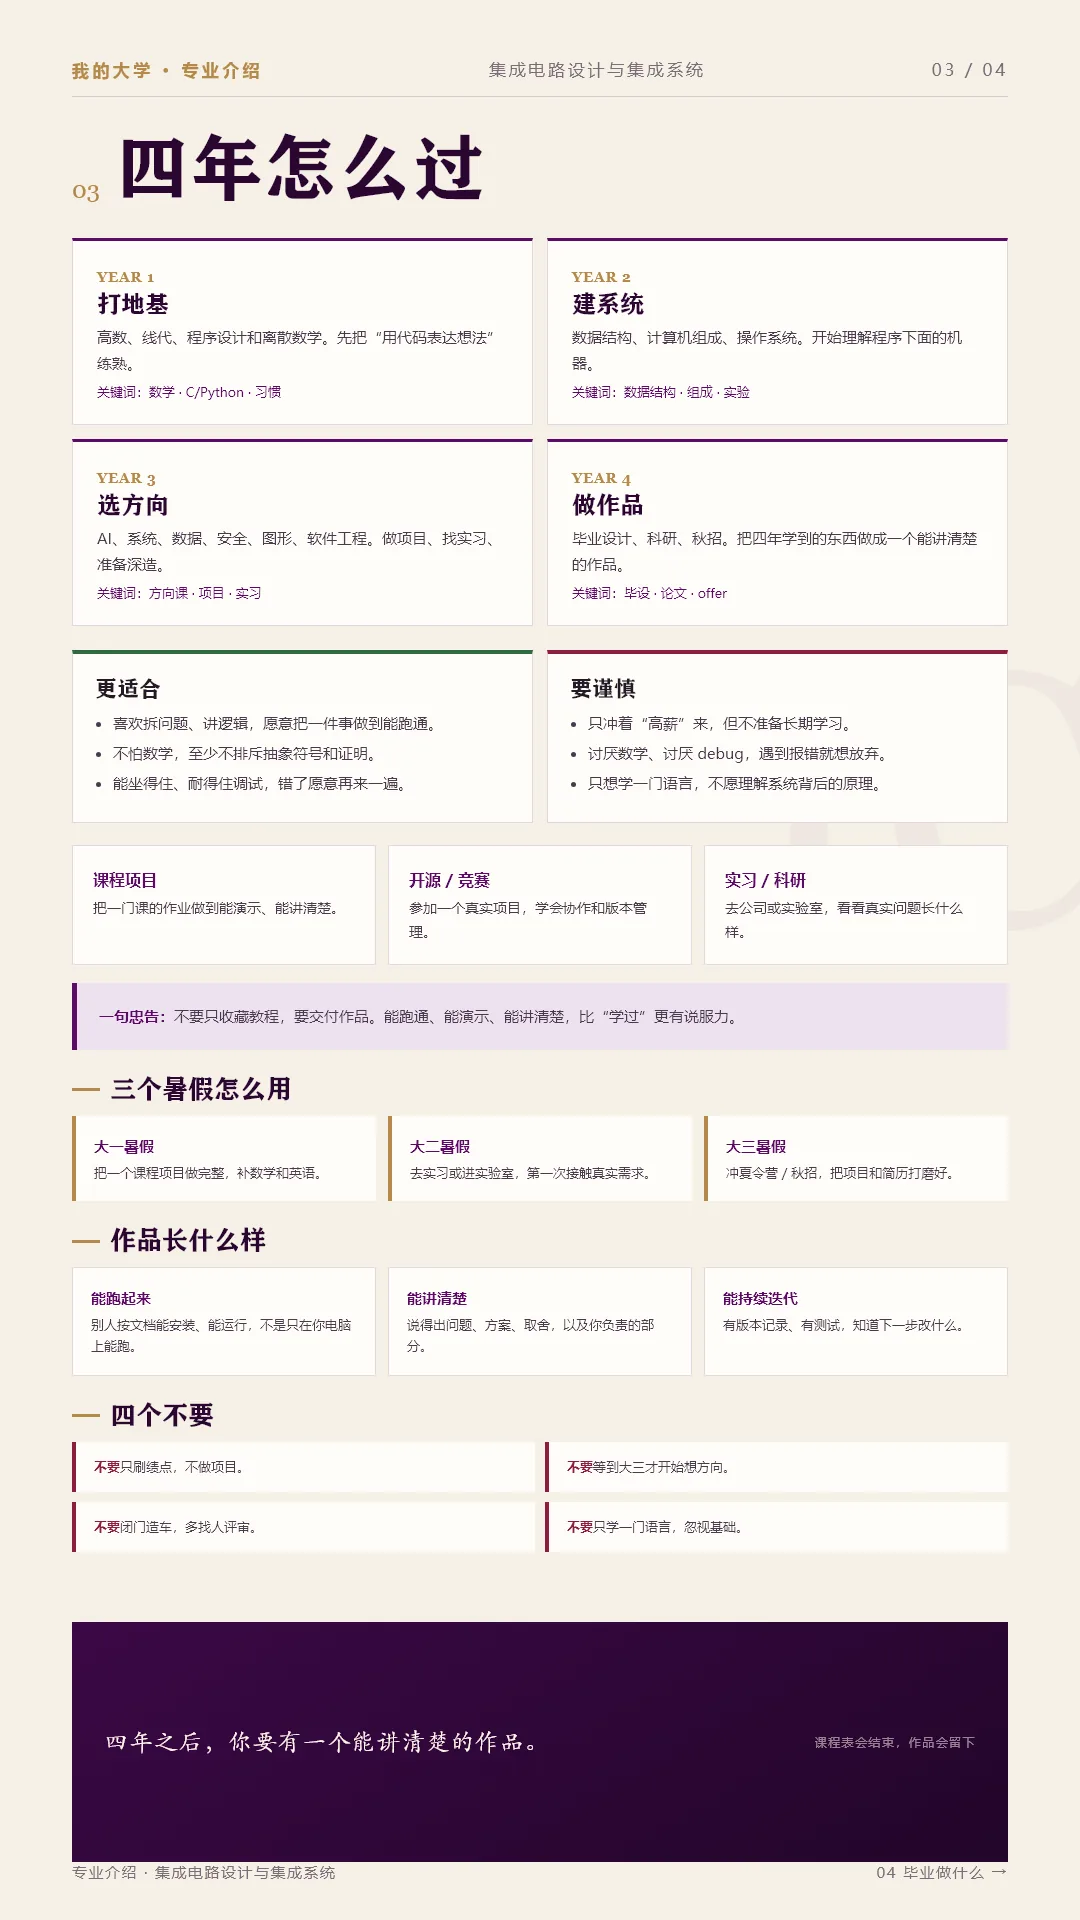 我的大学 · 专业介绍
集成电路设计与集成系统
03 / 04
03 四年怎么过
YEAR 1
打地基
高数、线代、程序设计和离散数学。先把“用代码表达想法”
练熟。
关键词：数学 · C/Python · 习惯
YEAR 2
建系统
数据结构、计算机组成、操作系统。开始理解程序下面的机
器。
关键词：数据结构 · 组成 · 实验
YEAR 3
选方向
AI、系统、数据、安全、图形、软件工程。做项目、找实习、
准备深造。
关键词：方向课 · 项目 · 实习
YEAR 4
做作品
毕业设计、科研、秋招。把四年学到的东西做成一个能讲清楚
的作品。
关键词：毕设 · 论文 · offer
更适合
• 喜欢拆问题、讲逻辑，愿意把一件事做到能跑通。
• 不怕数学，至少不排斥抽象符号和证明。
• 能坐得住、耐得住调试，错了愿意再来一遍。
要谨慎
• 只冲着“高薪”来，但不准备长期学习。
• 讨厌数学、讨厌 debug，遇到报错就想放弃。
• 只想学一门语言，不愿理解系统背后的原理。
课程项目
把一门课的作业做到能演示、能讲清楚。
开源 / 竞赛
参加一个真实项目，学会协作和版本管
理。
实习 / 科研
去公司或实验室，看看真实问题长什么
样。
一句忠告：不要只收藏教程，要交付作品。能跑通、能演示、能讲清楚，比“学过”更有说服力。
三个暑假怎么用
大一暑假
把一个课程项目做完整，补数学和英语。
大二暑假
去实习或进实验室，第一次接触真实需求。
大三暑假
冲夏令营 / 秋招，把项目和简历打磨好。
作品长什么样
能跑起来
别人按文档能安装、能运行，不是只在你电脑
上能跑。
能讲清楚
说得出问题、方案、取舍，以及你负责的部
分。
能持续迭代
有版本记录、有测试，知道下一步改什么。
四个不要
不要只刷绩点，不做项目。
不要等到大三才开始想方向。
不要闭门造车，多找人评审。
不要只学一门语言，忽视基础。
四年之后，你要有一个能讲清楚的作品。
课程表会结束，作品会留下
专业介绍 · 集成电路设计与集成系统
04 毕业做什么 →